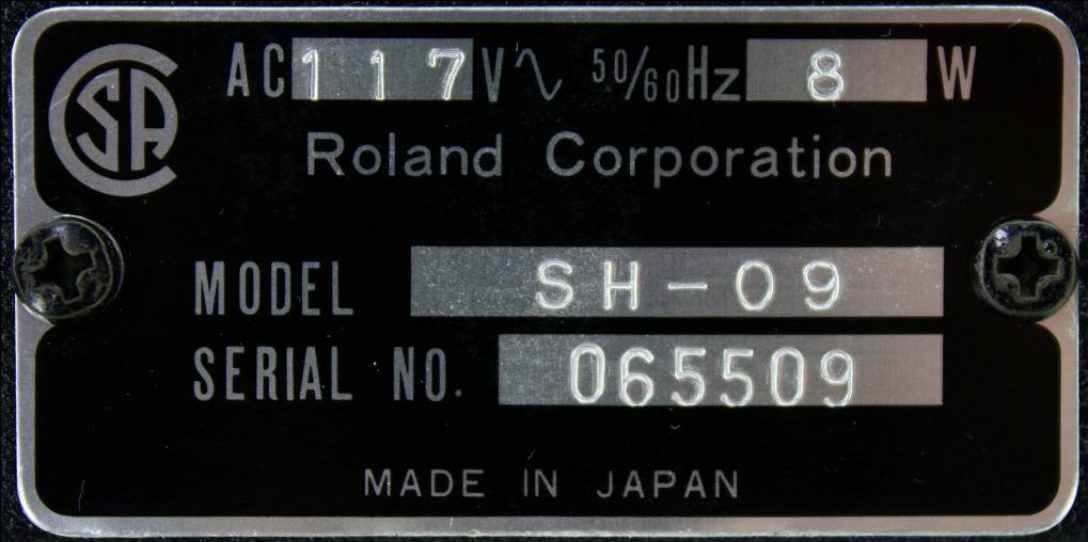 CSA
AC 117 V∿ 50/60Hz 8 W
Roland Corporation
MODEL SH-09
SERIAL NO. 065509
MADE IN JAPAN